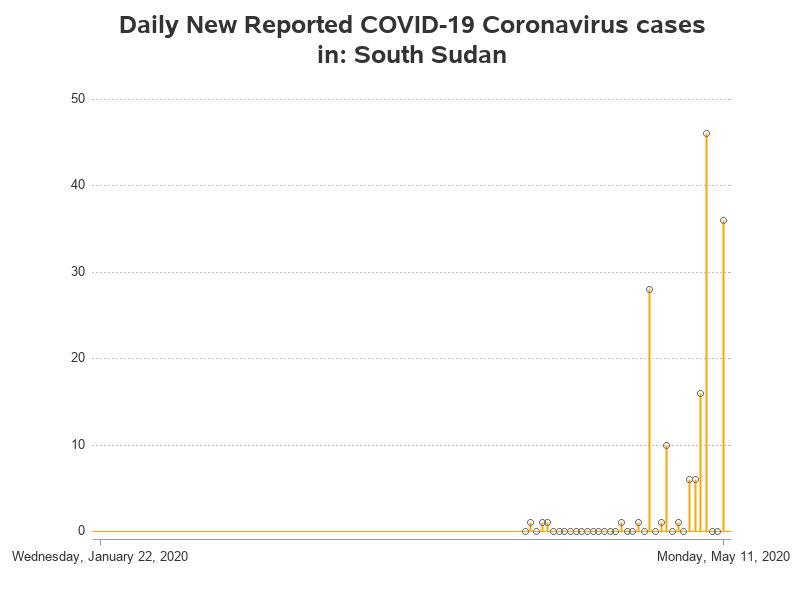 Daily New Reported COVID-19 Coronavirus cases
in: South Sudan
50
40
30
20
10
0
Wednesday, January 22, 2020
Monday, May 11, 2020